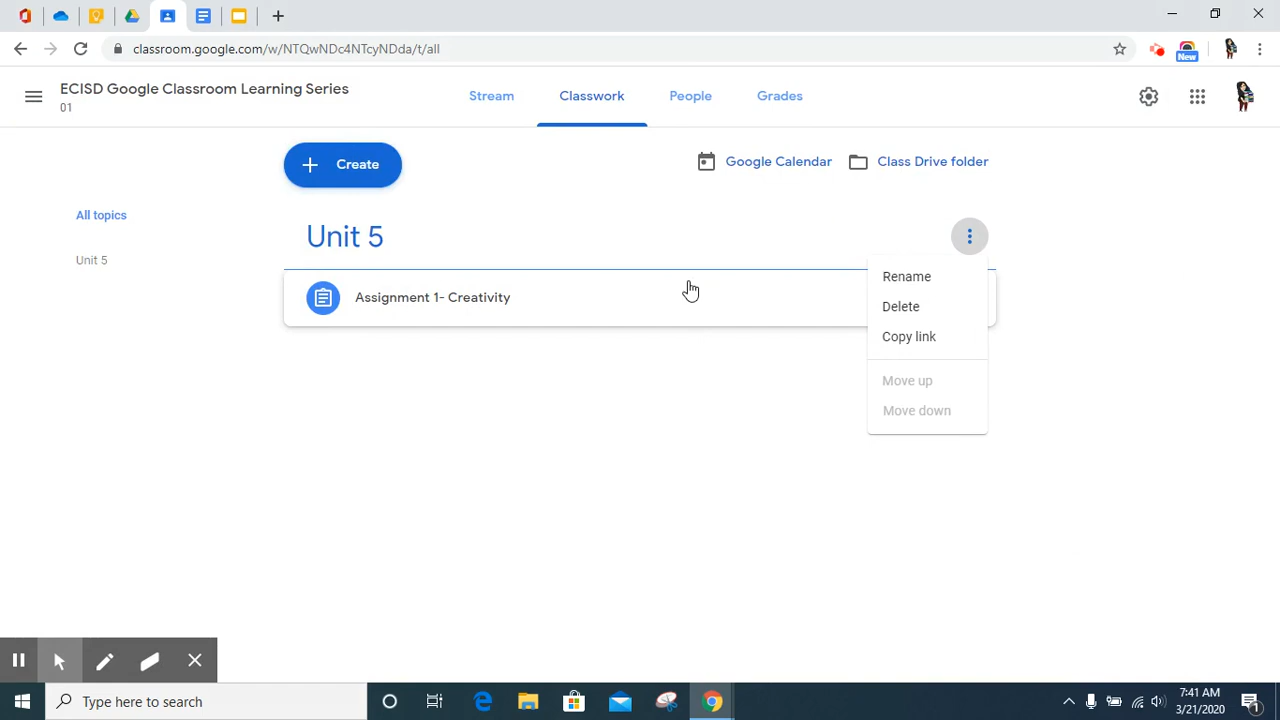 classroom.google.com/w/NTQwNDc4NTcyNDda/t/all
New
ECISD Google Classroom Learning Series
01
Stream
Classwork
People
Grades
Create
Google Calendar
Class Drive folder
All topics
Unit 5
Unit 5
Assignment 1- Creativity
Rename
Delete
Copy link
Move up
Move down
Type here to search
7:41 AM
3/21/2020
1